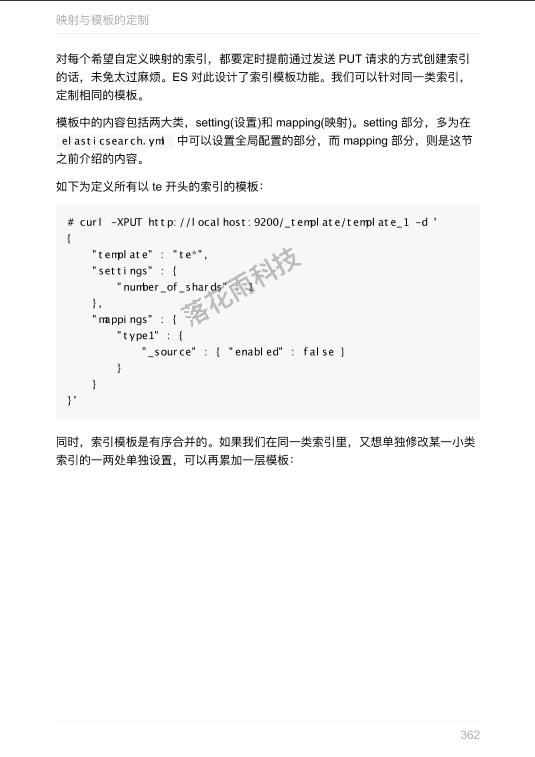 映射与模板的定制
对每个希望自定义映射的索引，都要定时提前通过发送 PUT 请求的方式创建索引
的话，未免太过麻烦。ES 对此设计了索引模板功能。我们可以针对同一类索引，
定制相同的模板。
模板中的内容包括两大类，setting(设置)和 mapping(映射)。setting 部分，多为在
elasticsearch.yml 中可以设置全局配置的部分，而 mapping 部分，则是这节
之前介绍的内容。
如下为定义所有以 te 开头的索引的模板：
# curl -XPUT http://localhost:9200/_template/template_1 -d '
{
    "template" : "te*",
    "settings" : {
        "number_of_shards" : 1
    },
    "mappings" : {
        "type1" : {
            "_source" : { "enabled" : false }
        }
    }
}'
落花雨科技
同时，索引模板是有序合并的。如果我们在同一类索引里，又想单独修改某一小类
索引的一两处单独设置，可以再累加一层模板：
362